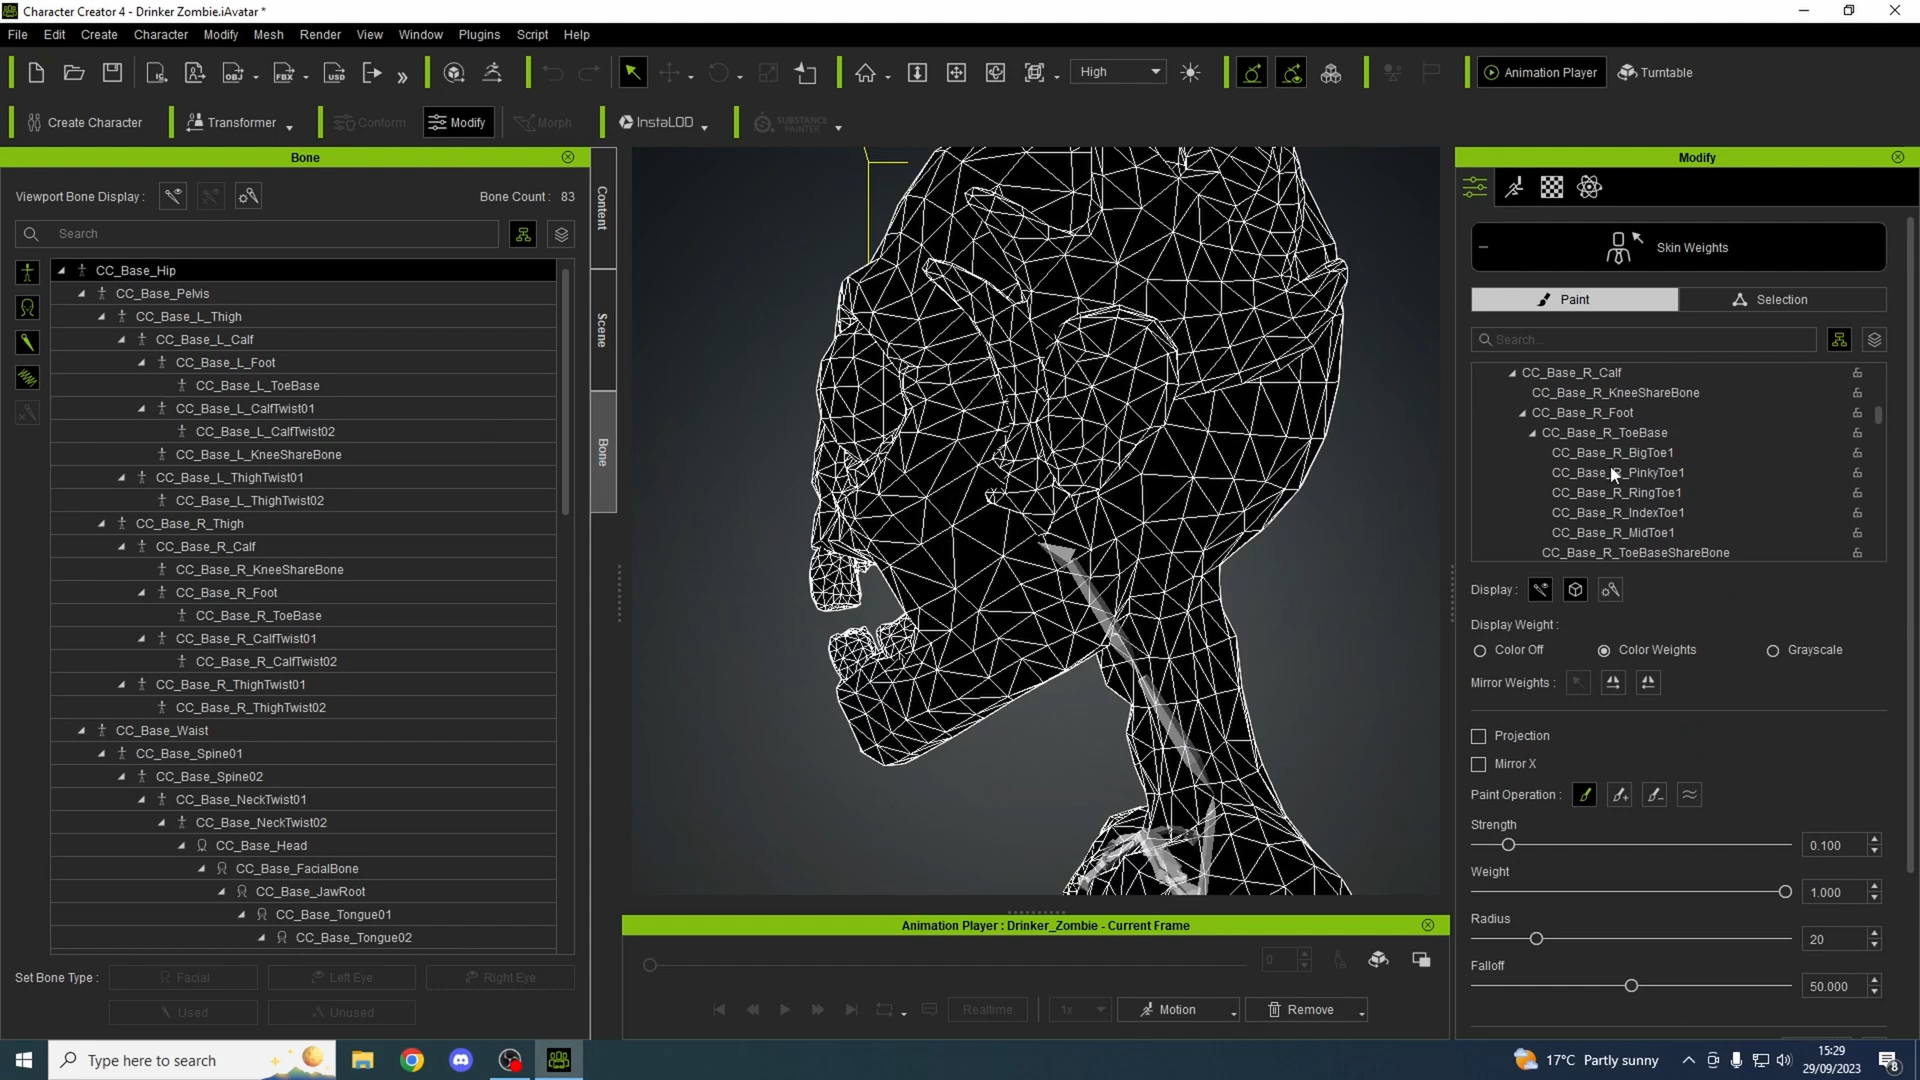 Character Creator 4 - Drinker Zombie.iAvatar *
File Edit Create Character Modify Mesh Render View Window Plugins Script Help
OBJ FBX USD High Animation Player Turntable
Create Character Transformer Conform Modify Morph InstaLOD SUBSTANCE PAINTER
Bone
Viewport Bone Display : Bone Count : 83
Search
CC_Base_Hip
CC_Base_Pelvis
CC_Base_L_Thigh
CC_Base_L_Calf
CC_Base_L_Foot
CC_Base_L_ToeBase
CC_Base_L_CalfTwist01
CC_Base_L_CalfTwist02
CC_Base_L_KneeShareBone
CC_Base_L_ThighTwist01
CC_Base_L_ThighTwist02
CC_Base_R_Thigh
CC_Base_R_Calf
CC_Base_R_KneeShareBone
CC_Base_R_Foot
CC_Base_R_ToeBase
CC_Base_R_CalfTwist01
CC_Base_R_CalfTwist02
CC_Base_R_ThighTwist01
CC_Base_R_ThighTwist02
CC_Base_Waist
CC_Base_Spine01
CC_Base_Spine02
CC_Base_NeckTwist01
CC_Base_NeckTwist02
CC_Base_Head
CC_Base_FacialBone
CC_Base_JawRoot
CC_Base_Tongue01
CC_Base_Tongue02
Set Bone Type : Facial Left Eye Right Eye
Used Unused
Content
Scene
Bone
Animation Player : Drinker_Zombie - Current Frame
0
Realtime 1x Motion Remove
Modify
Skin Weights
Paint Selection
Search...
CC_Base_R_Calf
CC_Base_R_KneeShareBone
CC_Base_R_Foot
CC_Base_R_ToeBase
CC_Base_R_BigToe1
CC_Base_R_PinkyToe1
CC_Base_R_RingToe1
CC_Base_R_IndexToe1
CC_Base_R_MidToe1
CC_Base_R_ToeBaseShareBone
Display :
Display Weight :
Color Off Color Weights Grayscale
Mirror Weights :
Projection
Mirror X
Paint Operation :
Strength
0.100
Weight
1.000
Radius
20
Falloff
50.000
Type here to search
17°C Partly sunny
15:29
29/09/2023
8